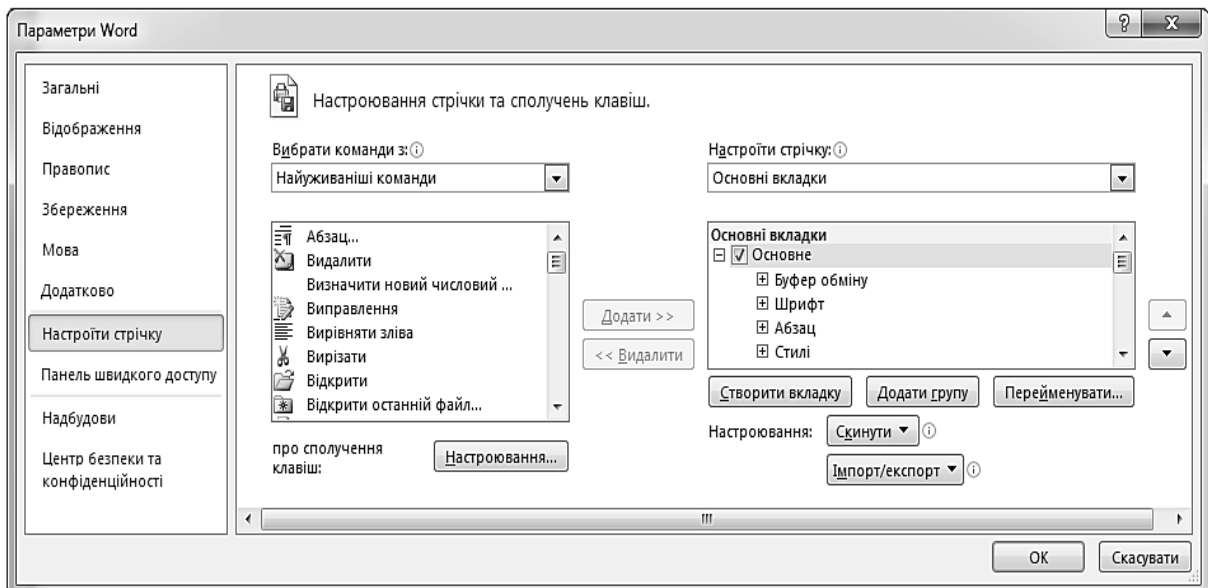 Параметри Word
Загальні
Відображення
Правопис
Збереження
Мова
Додатково
Настроїти стрічку
Панель швидкого доступу
Надбудови
Центр безпеки та
конфіденційності
Настроювання стрічки та сполучень клавіш.
Вибрати команди з:
Найуживаніші команди
Абзац...
Видалити
Визначити новий числовий ...
Виправлення
Вирівняти зліва
Вирізати
Відкрити
Відкрити останній файл...
про сполучення
клавіш:
Настроювання...
Додати >>
<< Видалити
Настроїти стрічку:
Основні вкладки
Основні вкладки
Основне
Буфер обміну
Шрифт
Абзац
Стилі
Створити вкладку
Додати групу
Перейменувати...
Настроювання:
Скинути
Імпорт/експорт
ОК
Скасувати